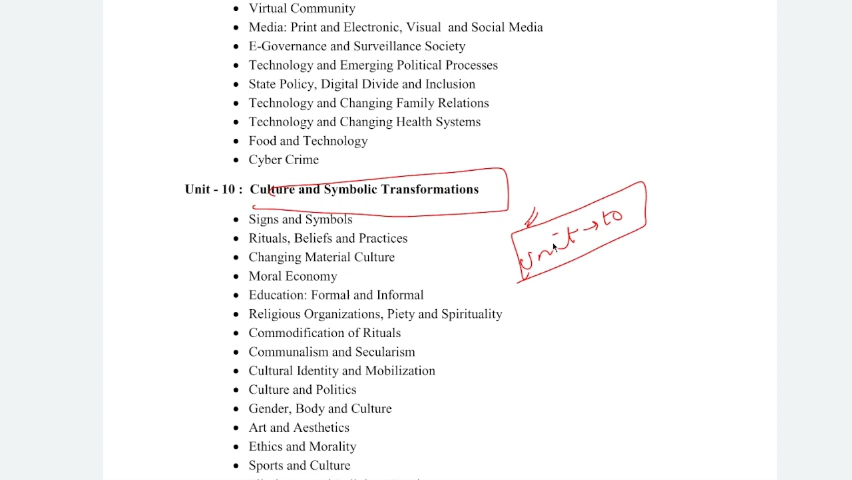 • Virtual Community
• Media: Print and Electronic, Visual and Social Media
• E-Governance and Surveillance Society
• Technology and Emerging Political Processes
• State Policy, Digital Divide and Inclusion
• Technology and Changing Family Relations
• Technology and Changing Health Systems
• Food and Technology
• Cyber Crime
Unit - 10 : Culture and Symbolic Transformations
• Signs and Symbols
Unit → to
• Rituals, Beliefs and Practices
• Changing Material Culture
• Moral Economy
• Education: Formal and Informal
• Religious Organizations, Piety and Spirituality
• Commodification of Rituals
• Communalism and Secularism
• Cultural Identity and Mobilization
• Culture and Politics
• Gender, Body and Culture
• Art and Aesthetics
• Ethics and Morality
• Sports and Culture